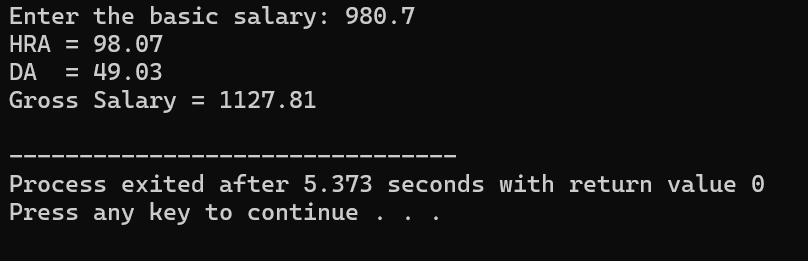 Enter the basic salary: 980.7
HRA = 98.07
DA  = 49.03
Gross Salary = 1127.81
--------------------------------
Process exited after 5.373 seconds with return value 0
Press any key to continue . . .